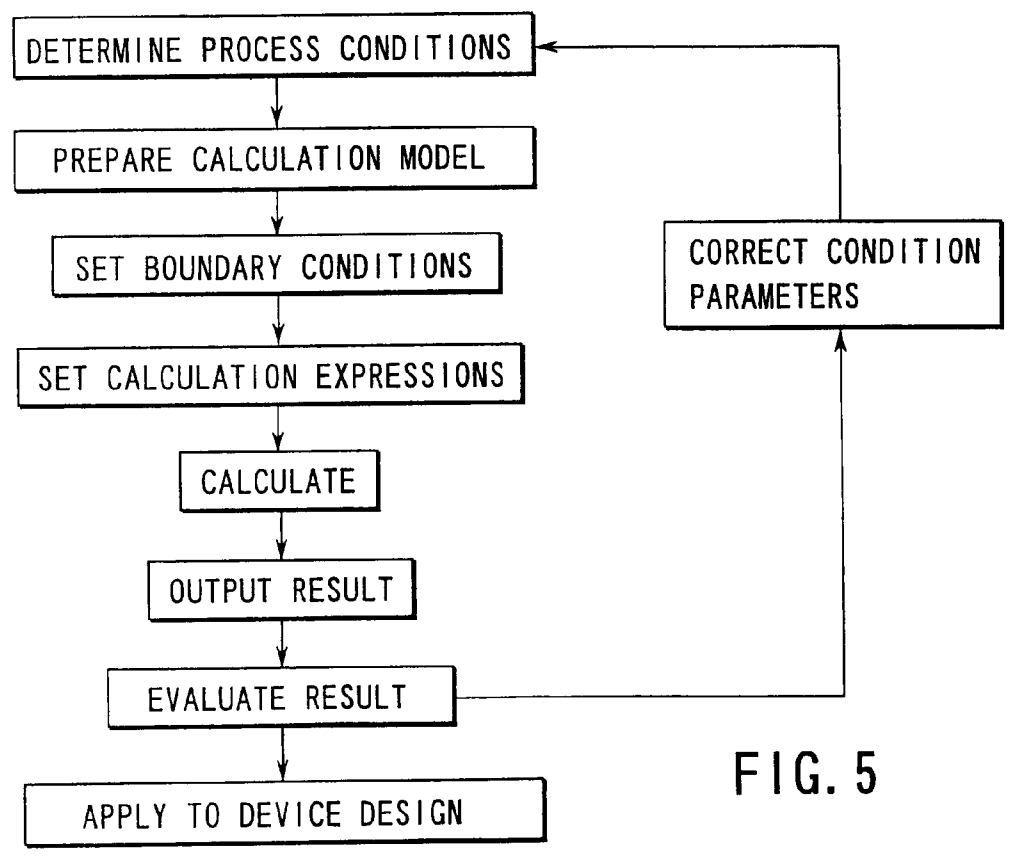 DETERMINE PROCESS CONDITIONS
PREPARE CALCULATION MODEL
SET BOUNDARY CONDITIONS
SET CALCULATION EXPRESSIONS
CALCULATE
OUTPUT RESULT
EVALUATE RESULT
APPLY TO DEVICE DESIGN
CORRECT CONDITION
PARAMETERS
FIG. 5